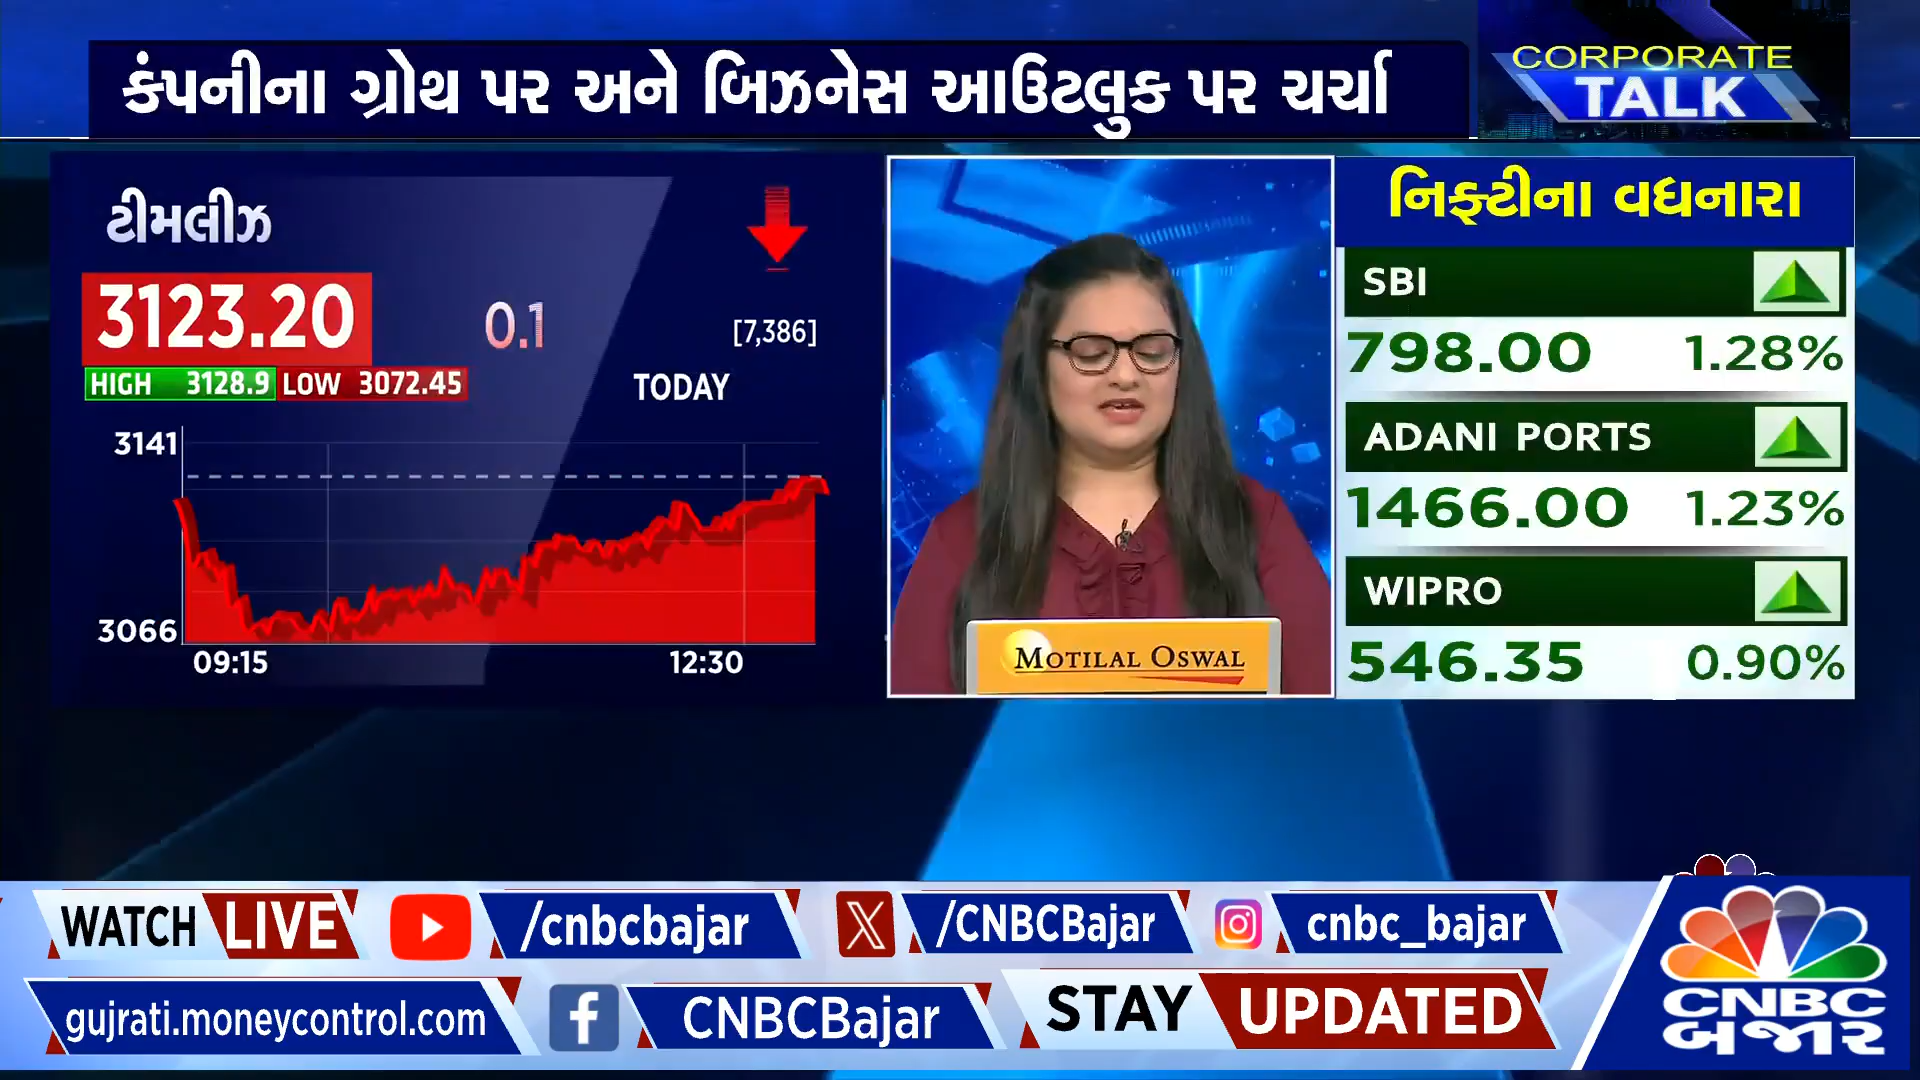 કંપનીના ગ્રોથ પર અને બિઝનેસ આઉટલુક પર ચર્ચા
CORPORATE
TALK
ટીમલીઝ
3123.20
0.1
[7,386]
HIGH 3128.9 LOW 3072.45
TODAY
3141
3066
09:15
12:30
MOTILAL OSWAL
નિફ્ટીના વધનારા
SBI
798.00 1.28%
ADANI PORTS
1466.00 1.23%
WIPRO
546.35 0.90%
WATCH LIVE
/cnbcbajar
/CNBCBajar
cnbc_bajar
gujrati.moneycontrol.com
CNBCBajar
STAY UPDATED
CNBC
બજાર